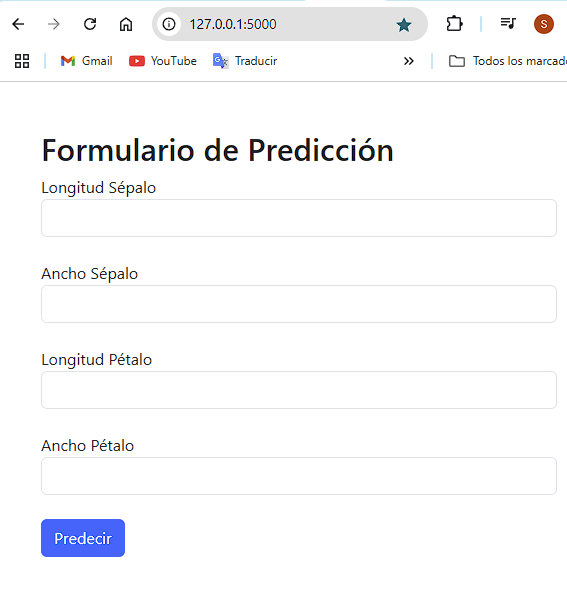 127.0.0.1:5000
S
Gmail YouTube Traducir » Todos los marcado
Formulario de Predicción
Longitud Sépalo
Ancho Sépalo
Longitud Pétalo
Ancho Pétalo
Predecir